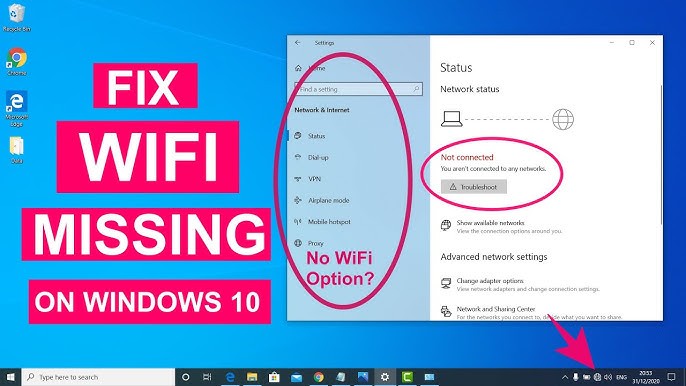 Recycle Bin
Chrome
Microsoft
Edge
Data
FIX
WIFI
MISSING
ON WINDOWS 10
Settings
Home
Find a setting
Network & Internet
Status
Dial-up
VPN
Airplane mode
Mobile hotspot
Proxy
No WiFi
Option?
Status
Network status
Not connected
You aren't connected to any networks.
Troubleshoot
Show available networks
View the connection options around you.
Advanced network settings
Change adapter options
View network adapters and change connection settings.
Network and Sharing Center
For the networks you connect to, decide what you want to share.
Type here to search
ENG
20:53
31/12/2020